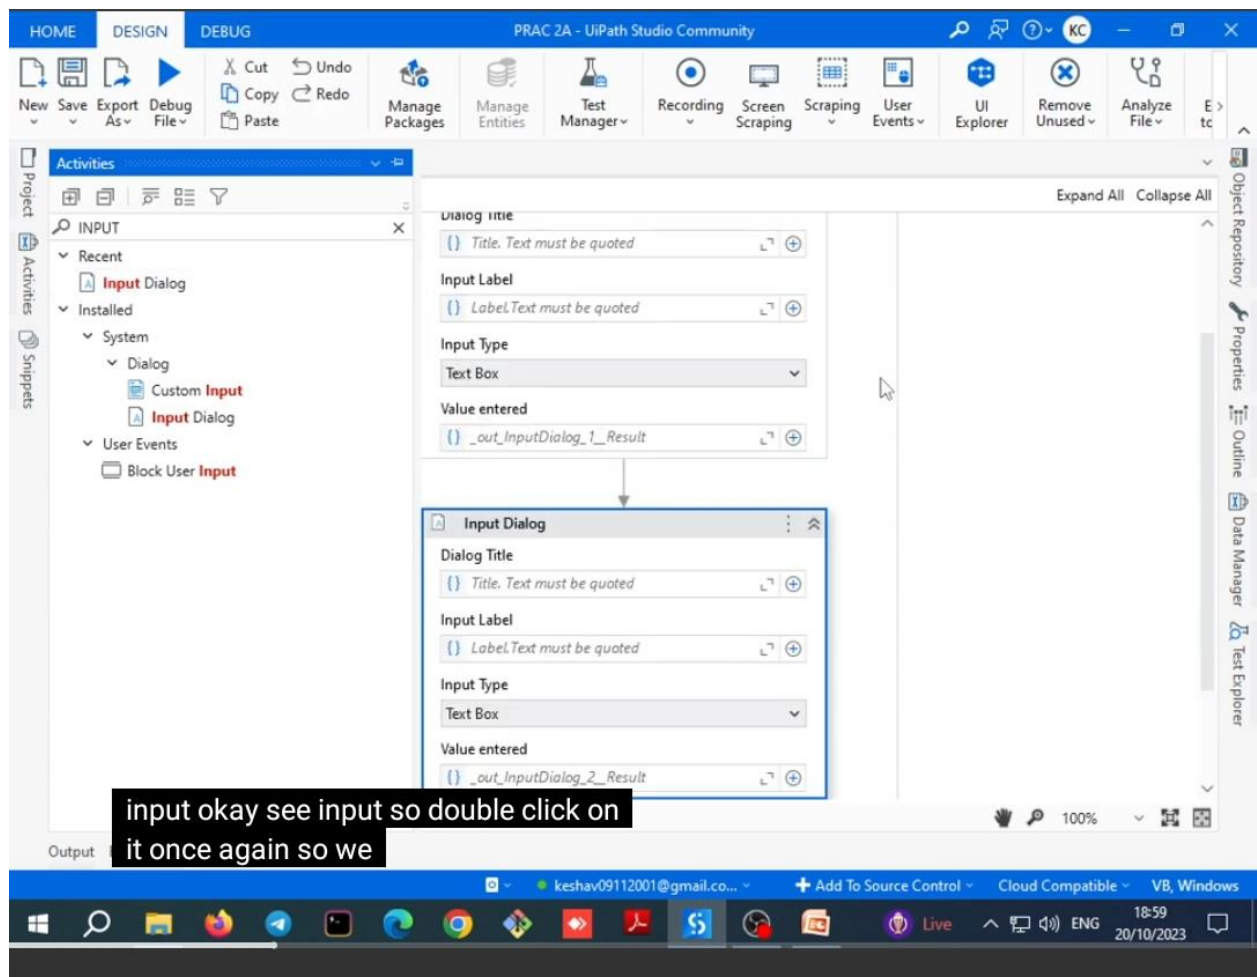 HOME DESIGN DEBUG PRAC 2A - UiPath Studio Community KC
New Save Export As Debug File Cut Copy Paste Undo Redo Manage Packages Manage Entities Test Manager Recording Screen Scraping Scraping User Events UI Explorer Remove Unused Analyze File
Activities
Expand All Collapse All
INPUT
Recent
Input Dialog
Installed
System
Dialog
Custom Input
Input Dialog
User Events
Block User Input
Project
Activities
Snippets
Dialog Title
{} Title. Text must be quoted
Input Label
{} Label.Text must be quoted
Input Type
Text Box
Value entered
{} _out_InputDialog_1__Result
Input Dialog
Dialog Title
{} Title. Text must be quoted
Input Label
{} Label.Text must be quoted
Input Type
Text Box
Value entered
{} _out_InputDialog_2__Result
Object Repository
Properties
Outline
Data Manager
Test Explorer
100%
input okay see input so double click on
it once again so we
Output
keshav09112001@gmail.co... Add To Source Control Cloud Compatible VB, Windows
Live ENG 18:59
20/10/2023